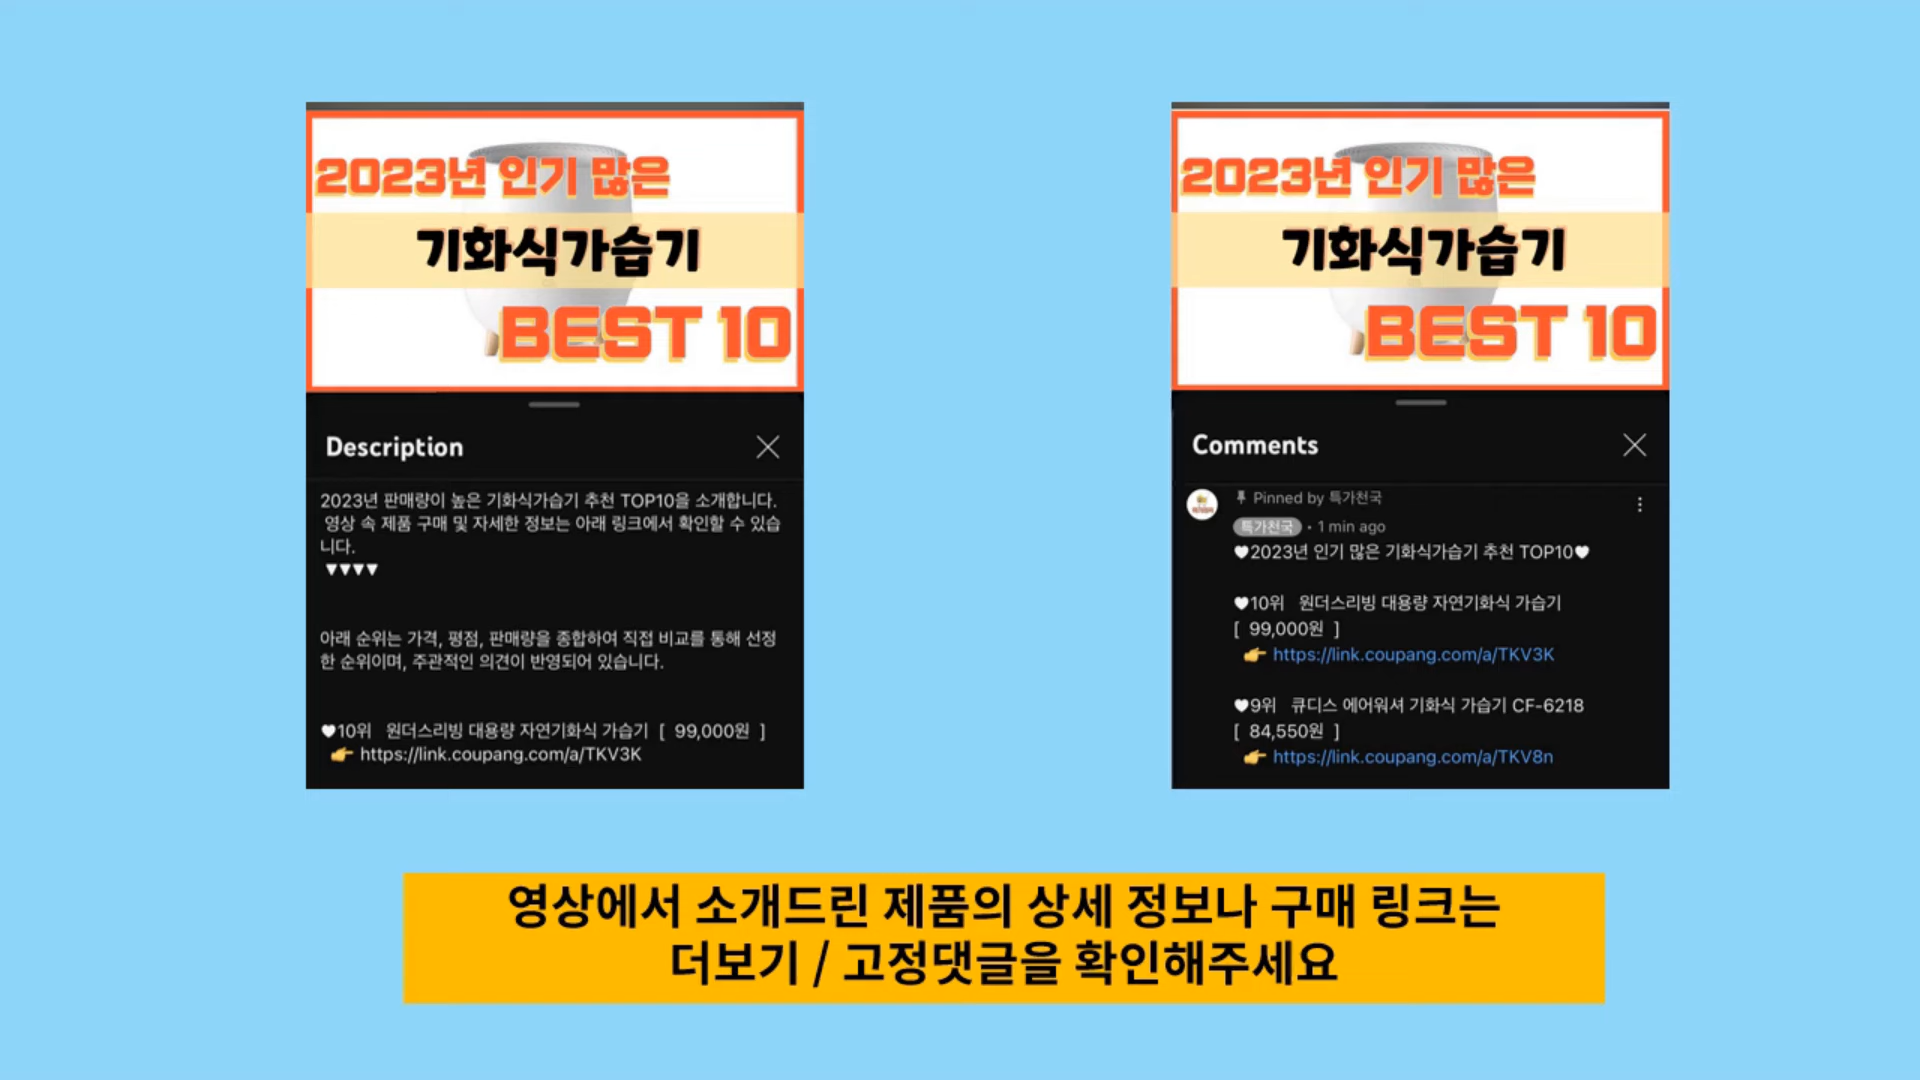 2023년 인기 많은
기화식가습기
BEST 10
Description
2023년 판매량이 높은 기화식가습기 추천 TOP10을 소개합니다.
영상 속 제품 구매 및 자세한 정보는 아래 링크에서 확인할 수 있습
니다.
▼▼▼▼
아래 순위는 가격, 평점, 판매량을 종합하여 직접 비교를 통해 선정
한 순위이며, 주관적인 의견이 반영되어 있습니다.
♥10위 원더스리빙 대용량 자연기화식 가습기 [ 99,000원 ]
👉 https://link.coupang.com/a/TKV3K
2023년 인기 많은
기화식가습기
BEST 10
Comments
Pinned by 특가천국
특가천국 • 1 min ago
♥2023년 인기 많은 기화식가습기 추천 TOP10♥
♥10위 원더스리빙 대용량 자연기화식 가습기
[ 99,000원 ]
👉 https://link.coupang.com/a/TKV3K
♥9위 큐디스 에어워셔 기화식 가습기 CF-6218
[ 84,550원 ]
👉 https://link.coupang.com/a/TKV8n
영상에서 소개드린 제품의 상세 정보나 구매 링크는
더보기 / 고정댓글을 확인해주세요